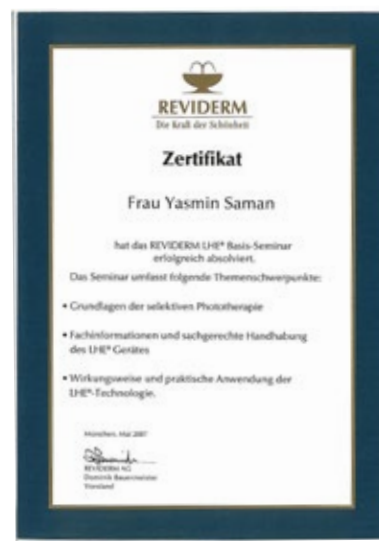 REVIDERM
Die Kraft der Schönheit
Zertifikat
Frau Yasmin Saman
hat das REVIDERM LHE® Basis-Seminar
erfolgreich absolviert.
Das Seminar umfasst folgende Themenschwerpunkte:
• Grundlagen der selektiven Phototherapie
• Fachinformationen und sachgerechte Handhabung
des LHE® Gerätes
• Wirkungsweise und praktische Anwendung der
LHE®-Technologie.
München, Mai 2007
REVIDERM AG
Dominik Bauermeister
Vorstand